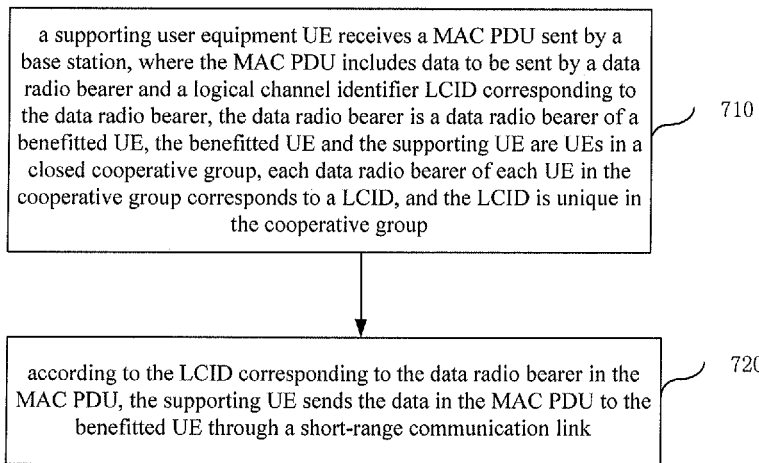 a supporting user equipment UE receives a MAC PDU sent by a
base station, where the MAC PDU includes data to be sent by a data
radio bearer and a logical channel identifier LCID corresponding to
the data radio bearer, the data radio bearer is a data radio bearer of a
benefitted UE, the benefitted UE and the supporting UE are UEs in a
closed cooperative group, each data radio bearer of each UE in the
cooperative group corresponds to a LCID, and the LCID is unique in
the cooperative group
710
according to the LCID corresponding to the data radio bearer in the
MAC PDU, the supporting UE sends the data in the MAC PDU to the
benefitted UE through a short-range communication link
720